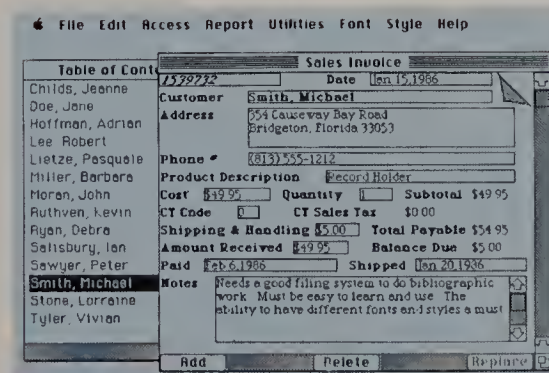 File Edit Access Report Utilities Font Style Help
Table of Conte
Childs, Jeanne
Doe, Jane
Hoffman, Adrian
Lee Robert
Lietze, Pasquale
Miller, Barbara
Moran, John
Ruthven, Kevin
Ryan, Debra
Salisbury, Ian
Sawyer, Peter
Smith, Michael
Stone, Lorraine
Tyler, Vivian
Sales Invoice
1539732 Date Jan 15,1986
Customer Smith, Michael
Address 354 Causeway Bay Road
Bridgeton, Florida 33053
Phone # (813) 555-1212
Product Description Record Holder
Cost $49 95 Quantity 1 Subtotal $49 95
CT Code 0 CT Sales Tax $0 00
Shipping & Handling $5.00 Total Payable $54 95
Amount Received $49 95 Balance Due $5 00
Paid Feb 6,1986 Shipped Jan 20,1986
Notes Needs a good filing system to do bibliographic
work Must be easy to learn and use The
ability to have different fonts and styles a must
Add Delete Replace